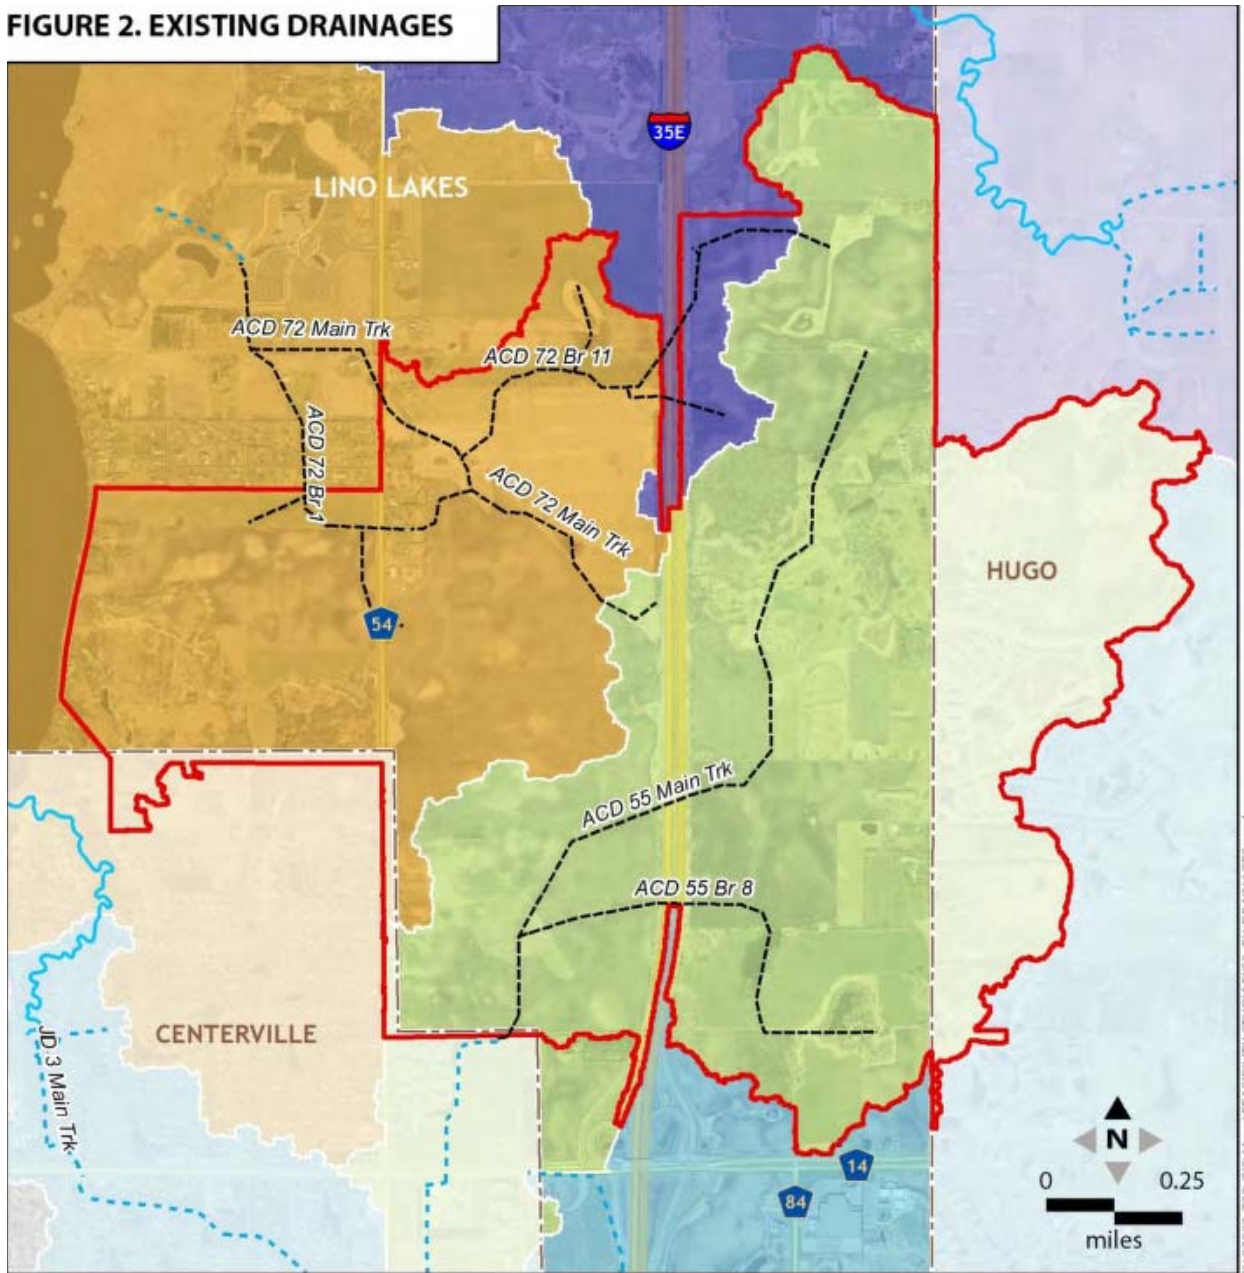 FIGURE 2. EXISTING DRAINAGES
35E
LINO LAKES
ACD 72 Main Trk
ACD 72 Br 11
ACD 72 Br 1
ACD 72 Main Trk
HUGO
54
ACD 55 Main Trk
ACD 55 Br 8
CENTERVILLE
JD 3 Main Trk
N
14
84
0 0.25
miles